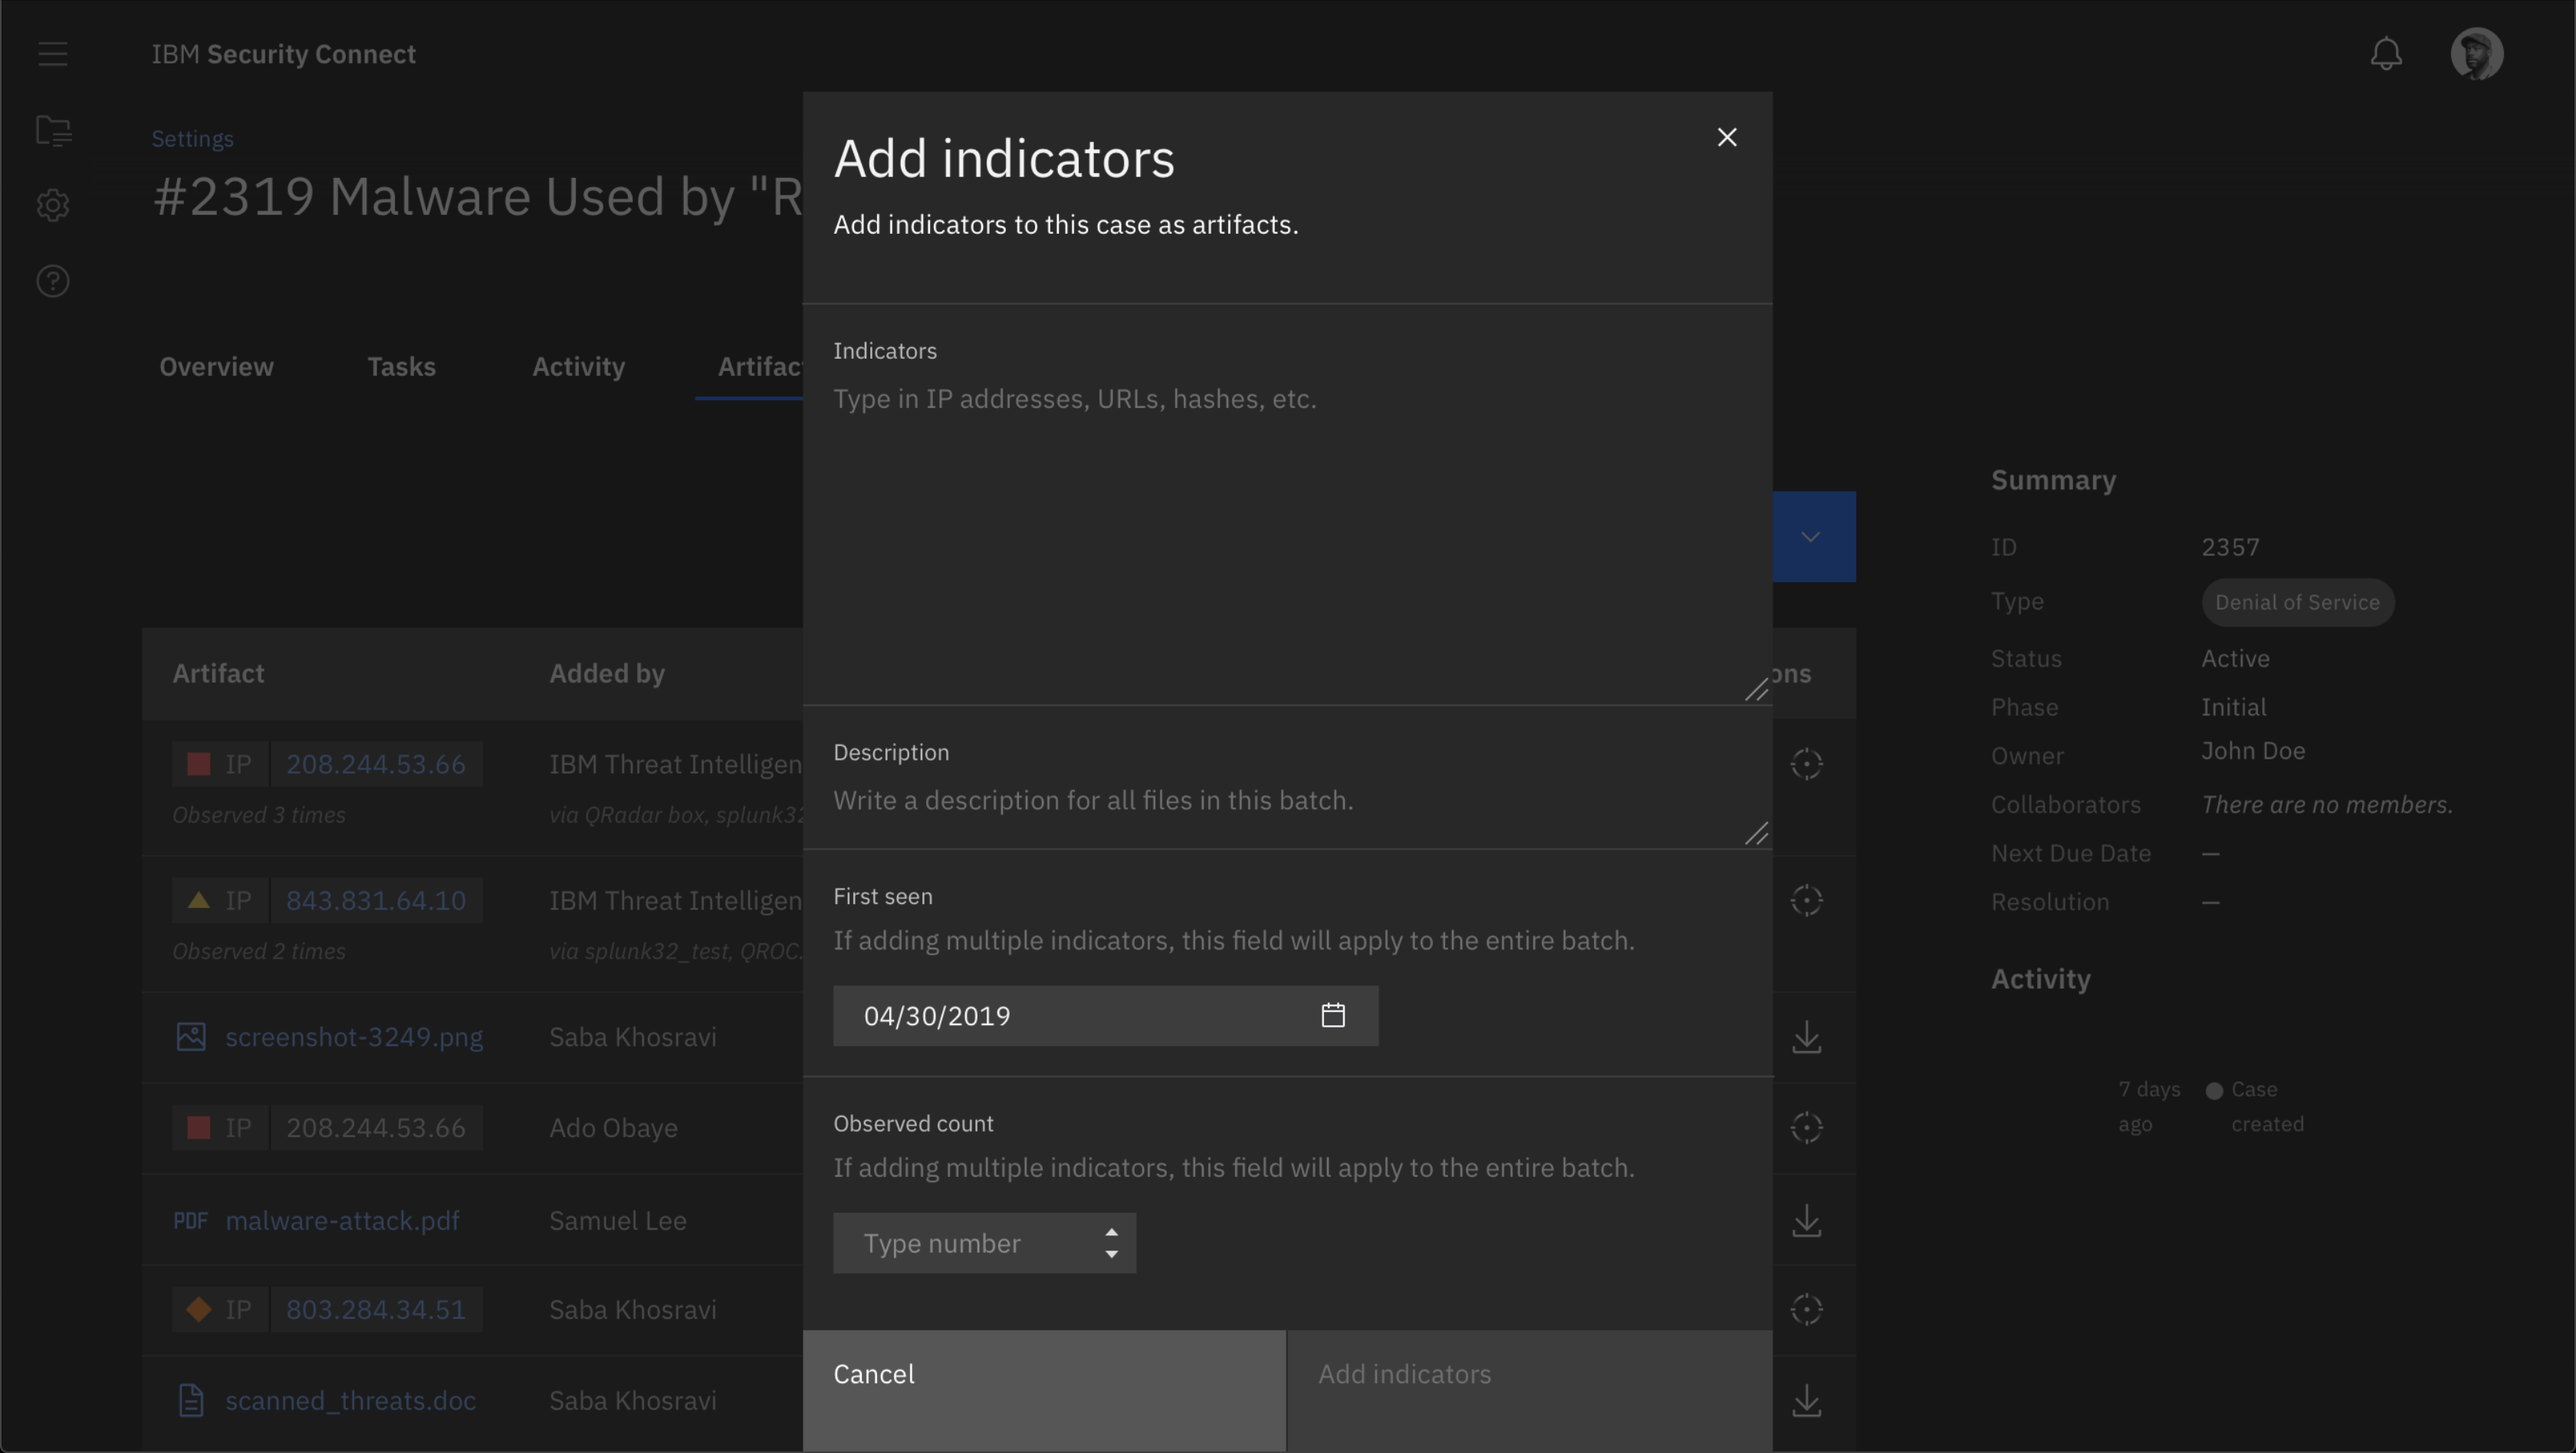 IBM Security Connect
Settings
#2319 Malware Used by "R
Overview
Tasks
Activity
Artifac
Add indicators
Add indicators to this case as artifacts.
Indicators
Type in IP addresses, URLs, hashes, etc.
Description
Write a description for all files in this batch.
First seen
If adding multiple indicators, this field will apply to the entire batch.
04/30/2019
Observed count
If adding multiple indicators, this field will apply to the entire batch.
Type number
Cancel
Add indicators
Artifact
Added by
ons
IP 208.244.53.66
IBM Threat Intelligen
Observed 3 times
via QRadar box, splunk32
IP 843.831.64.10
IBM Threat Intelligen
Observed 2 times
via splunk32_test, QROC.
screenshot-3249.png
Saba Khosravi
IP 208.244.53.66
Ado Obaye
PDF malware-attack.pdf
Samuel Lee
IP 803.284.34.51
Saba Khosravi
scanned_threats.doc
Saba Khosravi
Summary
ID 2357
Type Denial of Service
Status Active
Phase Initial
Owner John Doe
Collaborators There are no members.
Next Due Date —
Resolution —
Activity
7 days ago
Case created